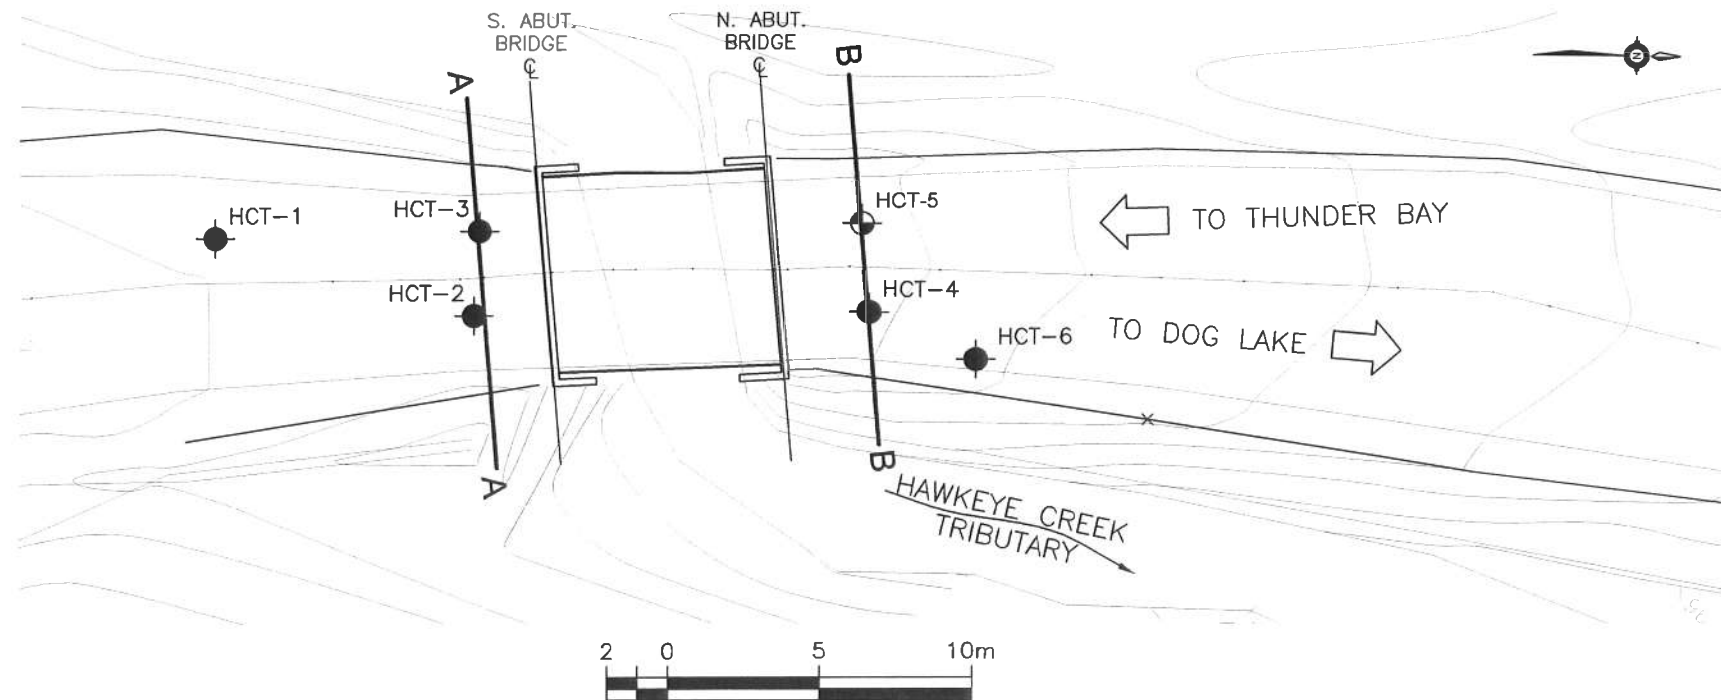 S. ABUT.
BRIDGE
℄
N. ABUT.
BRIDGE
℄
A
B
N
HCT-1
HCT-3
HCT-2
HCT-5
HCT-4
HCT-6
TO THUNDER BAY
TO DOG LAKE
A
B
HAWKEYE CREEK
TRIBUTARY
2 0 5 10m